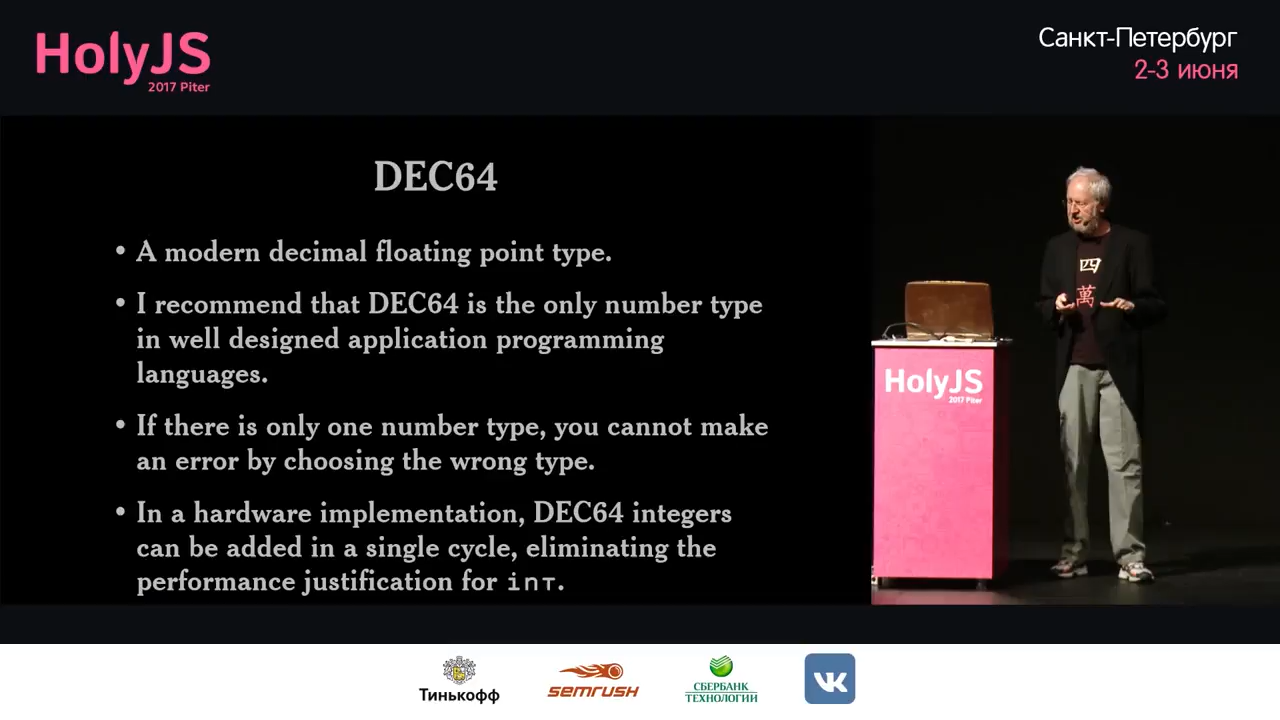 HolyJS
2017 Piter
Санкт-Петербург
2-3 июня
DEC64
• A modern decimal floating point type.
• I recommend that DEC64 is the only number type
in well designed application programming
languages.
• If there is only one number type, you cannot make
an error by choosing the wrong type.
• In a hardware implementation, DEC64 integers
can be added in a single cycle, eliminating the
performance justification for int.
四
萬
HolyJS
2017 Piter
Тинькофф
semrush
СБЕРБАНК
ТЕХНОЛОГИИ
VK